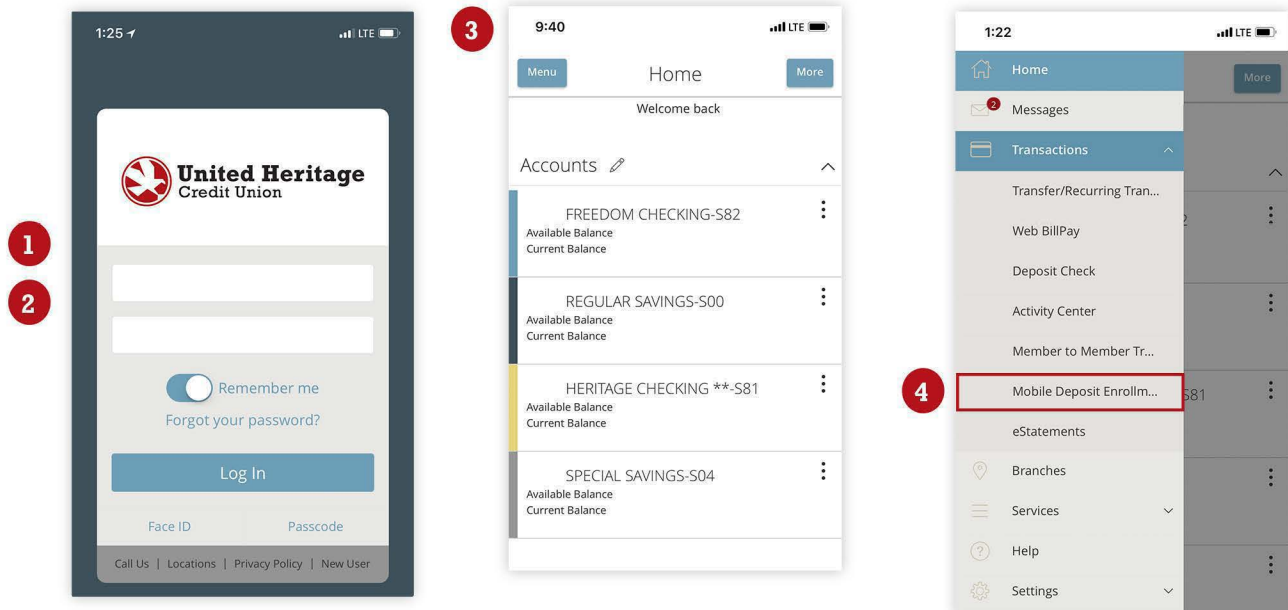 1:25
LTE
United Heritage
Credit Union
1
2
Remember me
Forgot your password?
Log In
Face ID Passcode
Call Us | Locations | Privacy Policy | New User
3
9:40 LTE
Menu Home More
Welcome back
Accounts
FREEDOM CHECKING-S82
Available Balance
Current Balance
REGULAR SAVINGS-S00
Available Balance
Current Balance
HERITAGE CHECKING **-S81
Available Balance
Current Balance
SPECIAL SAVINGS-S04
Available Balance
Current Balance
4
1:22 LTE
Home More
2 Messages
Transactions
Transfer/Recurring Tran...
Web BillPay
Deposit Check
Activity Center
Member to Member Tr...
Mobile Deposit Enrollm... S81
eStatements
Branches
Services
Help
Settings